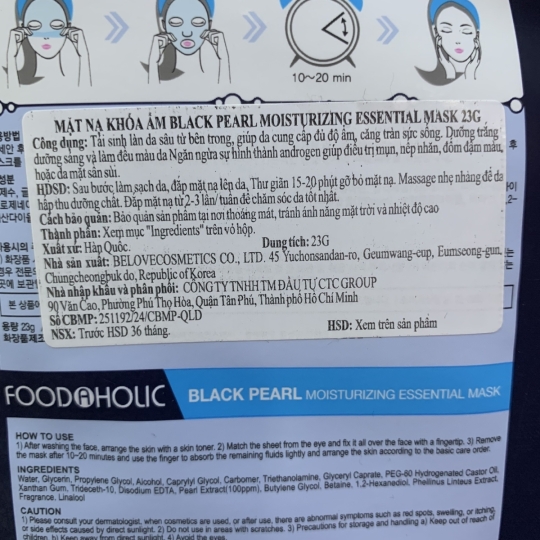 10~20 min
MẶT NẠ KHÓA ẨM BLACK PEARL MOISTURIZING ESSENTIAL MASK 23G
Công dụng: Tái sinh làn da sâu từ bên trong, giúp da cung cấp đủ độ ẩm, căng tràn sức sống. Dưỡng trắng
dưỡng sáng và làm đều màu da Ngăn ngừa sự hình thành androgen giúp điều trị mụn, nếp nhăn, đốm đậm màu,
hoặc da mặt sần sùi.
HDSD: Sau bước làm sạch da, đắp mặt nạ lên da, Thư giãn 15-20 phút gỡ bỏ mặt nạ. Massage nhẹ nhàng để da
hấp thu dưỡng chất. Đắp mặt nạ từ 2-3 lần/ tuần để chăm sóc da tốt nhất.
Cách bảo quản: Bảo quản sản phẩm tại nơi thoáng mát, tránh ánh nắng mặt trời và nhiệt độ cao
Thành phần: Xem mục "Ingredients" trên vỏ hộp.
Xuất xứ: Hàn Quốc. Dung tích: 23G
Nhà sản xuất: BELOVECOSMETICS CO., LTD. 45 Yuchonsandan-ro, Geumwang-eup, Eumseong-gun,
Chungcheongbuk do, Republic of Korea
Nhà nhập khẩu và phân phối: CÔNG TY TNHH TM ĐẦU TƯ CTC GROUP
90 Văn Cao, Phường Phú Thọ Hòa, Quận Tân Phú, Thành phố Hồ Chí Minh
Số CBMP: 251192/24/CBMP-QLD
NSX: Trước HSD 36 tháng. HSD: Xem trên sản phẩm
용량 23g
화장품제조
FOODAHOLIC BLACK PEARL MOISTURIZING ESSENTIAL MASK
HOW TO USE
1) After washing the face, arrange the skin with a skin toner. 2) Match the sheet from the eye and fix it all over the face with a fingertip. 3) Remove
the mask after 10~20 minutes and use the finger to absorb the remaining fluids lightly and arrange the skin according to the basic care order.
INGREDIENTS
Water, Glycerin, Propylene Glycol, Alcohol, Caprylyl Glycol, Carbomer, Triethanolamine, Glyceryl Caprate, PEG-60 Hydrogenated Castor Oil,
Xanthan Gum, Trideceth-10, Disodium EDTA, Pearl Extract(100ppm), Butylene Glycol, Betaine, 1,2-Hexanediol, Phellinus Linteus Extract,
Fragrance, Linalool
CAUTION
1) Please consult your dermatologist, when cosmetics are used, or after use, there are abnormal symptoms such as red spots, swelling, or itching,
or side effects caused by direct sunlight. 2) Do not use in areas with scratches. 3) Precautions for storage and handling a) Keep out of reach of
children. b) Keep away from direct sunlight. 4) Avoid the eyes.